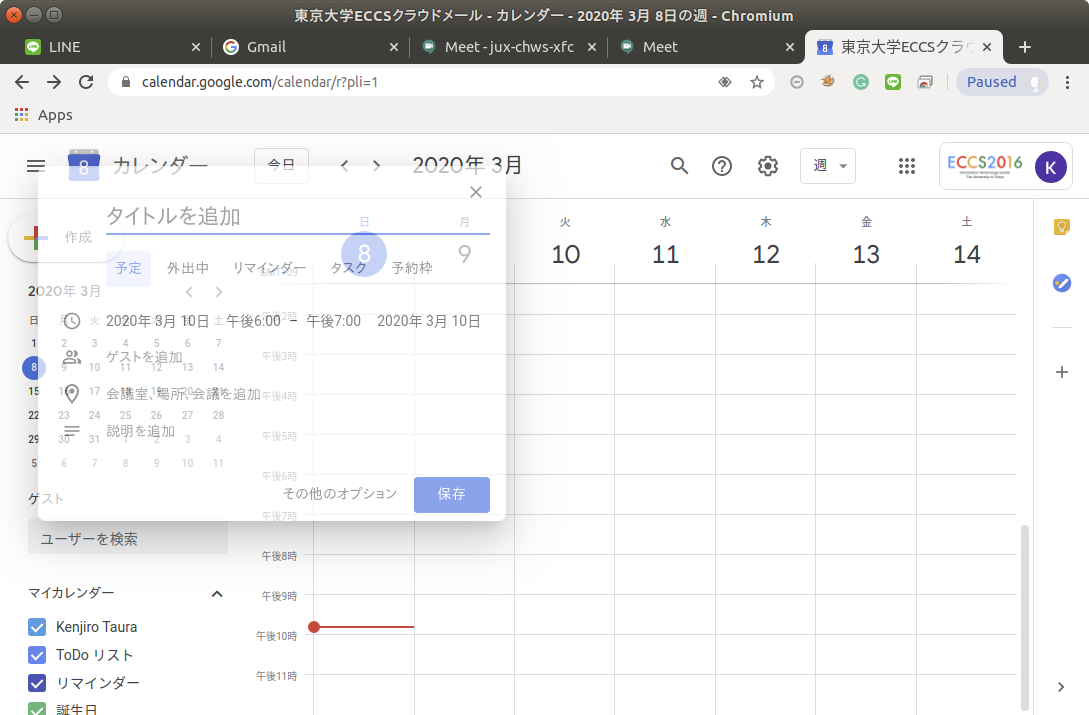 東京大学ECCSクラウドメール - カレンダー - 2020年 3月 8日の週 - Chromium
LINE
Gmail
Meet - jux-chws-xfc
Meet
東京大学ECCSクラウ
calendar.google.com/calendar/r?pli=1
Paused
Apps
8
カレンダー
今日
2020年 3月
週
ECCS2016
Information Technology Center
The University of Tokyo
K
タイトルを追加
作成
予定
外出中
リマインダー
タスク
予約枠
日 月 火 水 木 金 土
8 9 10 11 12 13 14
GMT+09
2020年 3月
日 月 火 水 木 金 土
1 2 3 4 5 6 7
8 9 10 11 12 13 14
15 16 17 18 19 20 21
22 23 24 25 26 27 28
29 30 31 1 2 3 4
5 6 7 8 9 10 11
2020年 3月 10日 午後6:00 – 午後7:00 2020年 3月 10日
ゲストを追加
会議室、場所、会議を追加
説明を追加
その他のオプション
保存
ゲスト
ユーザーを検索
マイカレンダー
Kenjiro Taura
ToDo リスト
リマインダー
誕生日
午後2時
午後3時
午後4時
午後5時
午後6時
午後7時
午後8時
午後9時
午後10時
午後11時